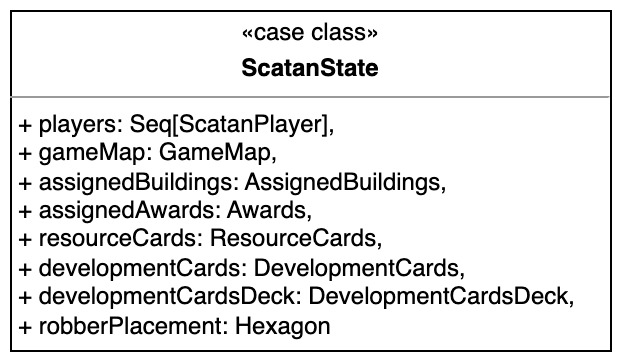 «case class»
ScatanState
+ players: Seq[ScatanPlayer],
+ gameMap: GameMap,
+ assignedBuildings: AssignedBuildings,
+ assignedAwards: Awards,
+ resourceCards: ResourceCards,
+ developmentCards: DevelopmentCards,
+ developmentCardsDeck: DevelopmentCardsDeck,
+ robberPlacement: Hexagon